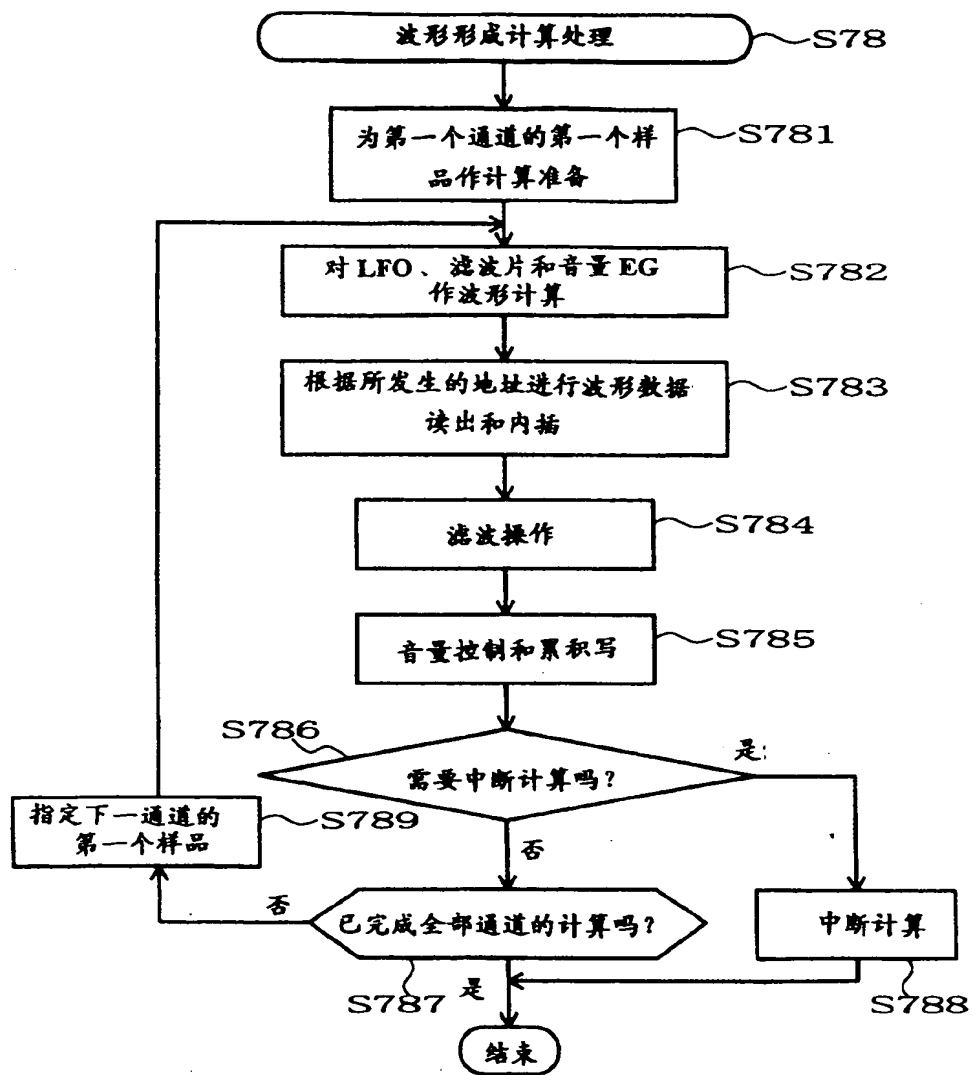 波形形成计算处理
S78
为第一个通道的第一个样
品作计算准备
S781
对 LFO 、滤波片和音量 EG
作波形计算
S782
根据所发生的地址进行波形数据
读出和内插
S783
滤波操作
S784
音量控制和累积写
S785
S786
需要中断计算吗？
是:
否
指定下一通道的
第一个样品
S789
否
已完成全部通道的计算吗？
S787
是
中断计算
S788
结束